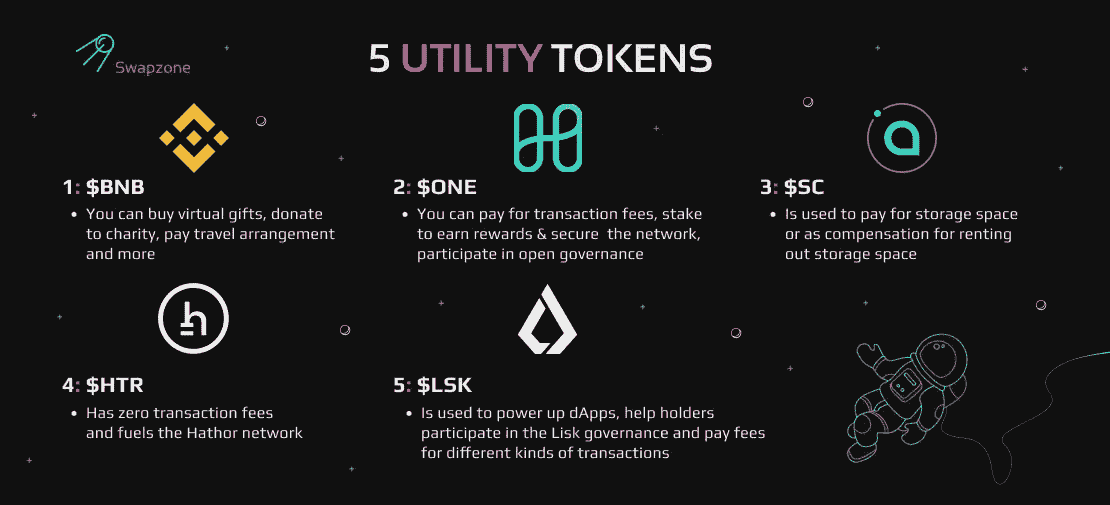 Swapzone
5 UTILITY TOKENS
1: $BNB
• You can buy virtual gifts, donate
to charity, pay travel arrangement
and more
2: $ONE
• You can pay for transaction fees, stake
to earn rewards & secure  the network,
participate in open governance
3: $SC
• Is used to pay for storage space
or as compensation for renting
out storage space
4: $HTR
• Has zero transaction fees
and fuels the Hathor network
5: $LSK
• Is used to power up dApps, help holders
participate in the Lisk governance and pay fees
for different kinds of transactions